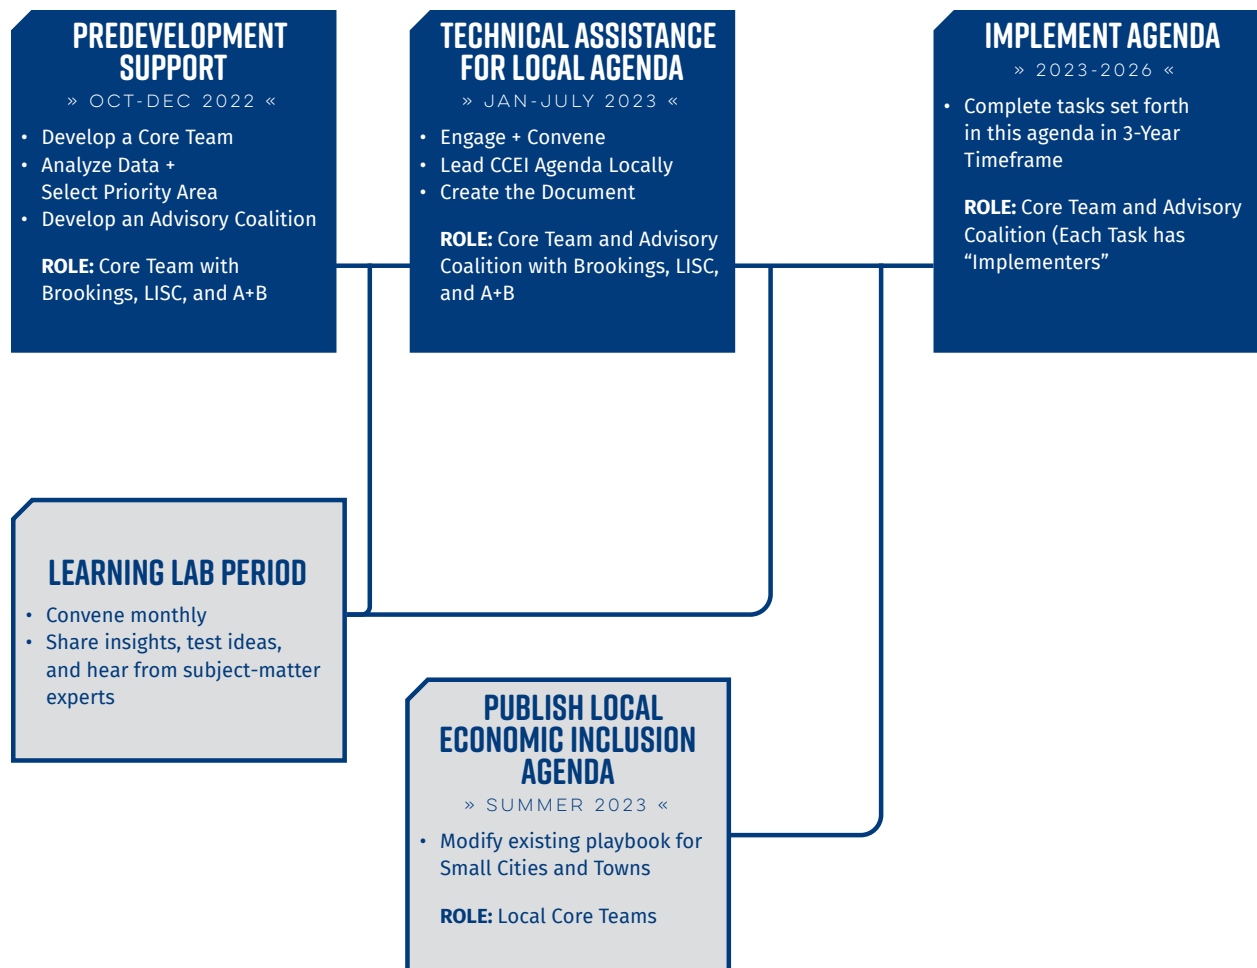 PREDEVELOPMENT
SUPPORT
» OCT-DEC 2022 «
• Develop a Core Team
• Analyze Data +
Select Priority Area
• Develop an Advisory Coalition
ROLE: Core Team with
Brookings, LISC, and A+B
TECHNICAL ASSISTANCE
FOR LOCAL AGENDA
» JAN-JULY 2023 «
• Engage + Convene
• Lead CCEI Agenda Locally
• Create the Document
ROLE: Core Team and Advisory
Coalition with Brookings, LISC,
and A+B
IMPLEMENT AGENDA
» 2023-2026 «
• Complete tasks set forth
in this agenda in 3-Year
Timeframe
ROLE: Core Team and Advisory
Coalition (Each Task has
“Implementers”
LEARNING LAB PERIOD
• Convene monthly
• Share insights, test ideas,
and hear from subject-matter
experts
PUBLISH LOCAL
ECONOMIC INCLUSION
AGENDA
» SUMMER 2023 «
• Modify existing playbook for
Small Cities and Towns
ROLE: Local Core Teams